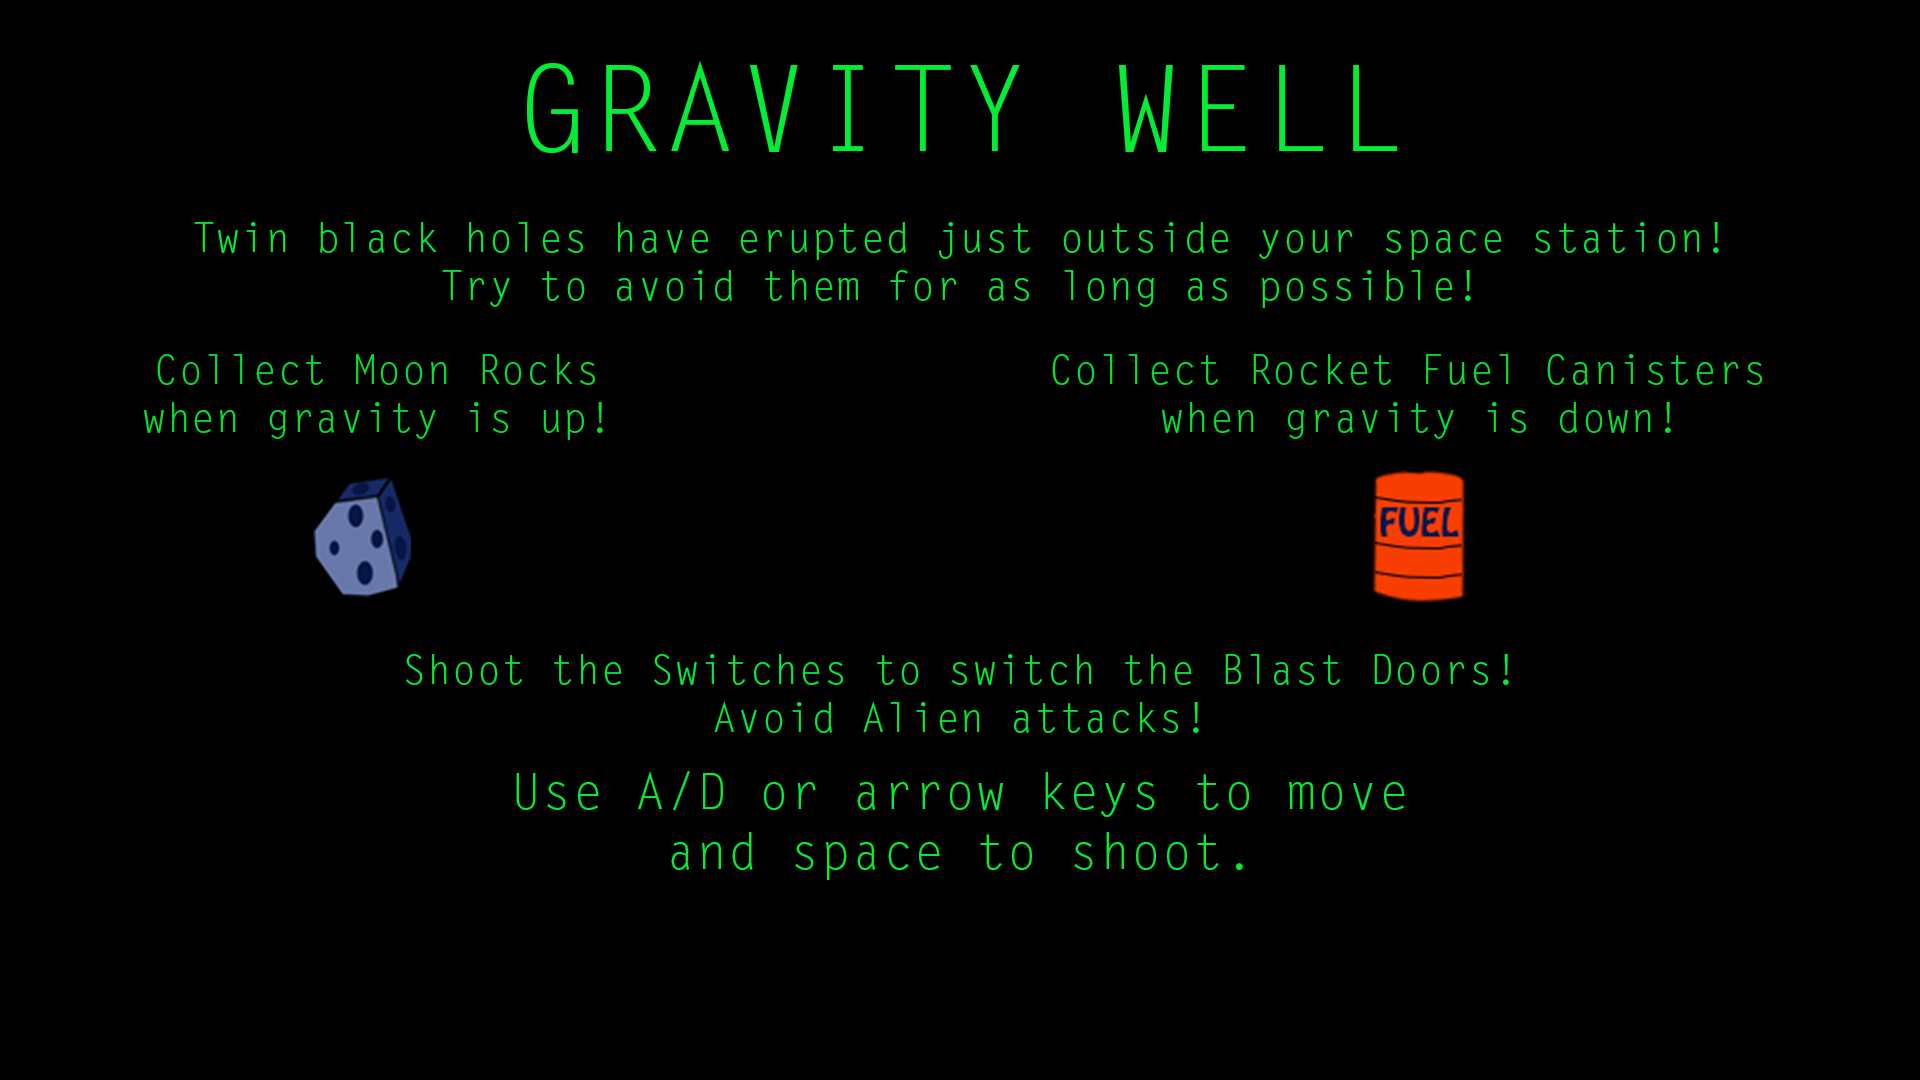 GRAVITY WELL
Twin black holes have erupted just outside your space station!
Try to avoid them for as long as possible!
Collect Moon Rocks
when gravity is up!
Collect Rocket Fuel Canisters
when gravity is down!
FUEL
Shoot the Switches to switch the Blast Doors!
Avoid Alien attacks!
Use A/D or arrow keys to move
and space to shoot.